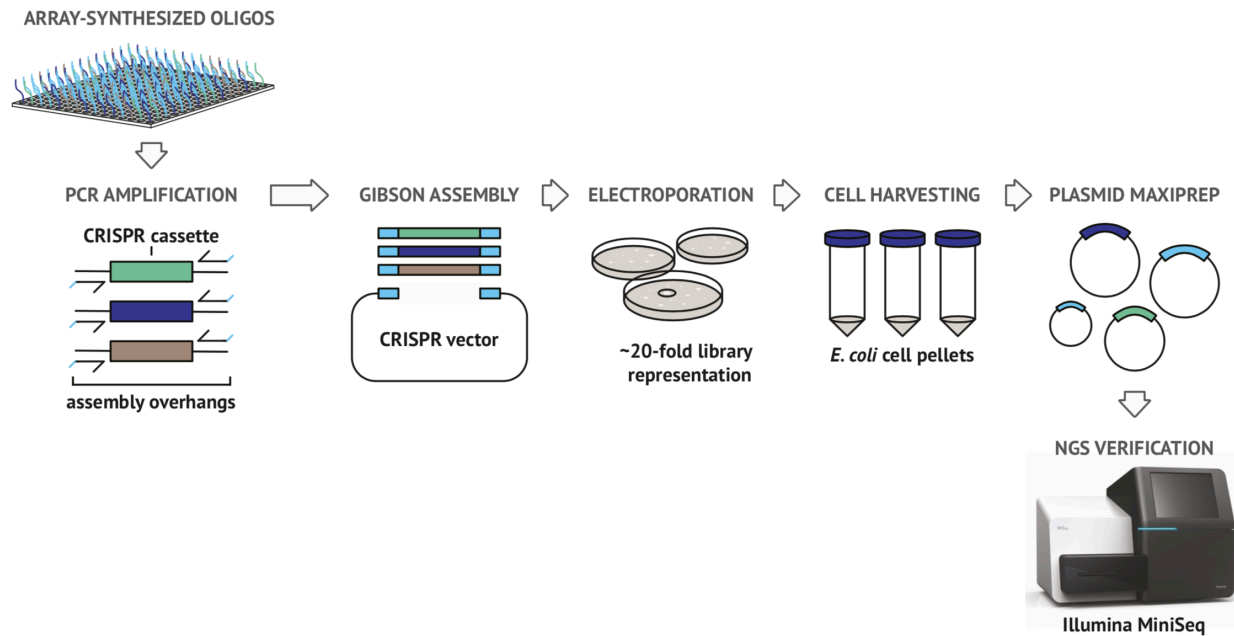 ARRAY-SYNTHESIZED OLIGOS
PCR AMPLIFICATION
CRISPR cassette
assembly overhangs
GIBSON ASSEMBLY
CRISPR vector
ELECTROPORATION
~20-fold library
representation
CELL HARVESTING
E. coli cell pellets
PLASMID MAXIPREP
NGS VERIFICATION
Illumina MiniSeq